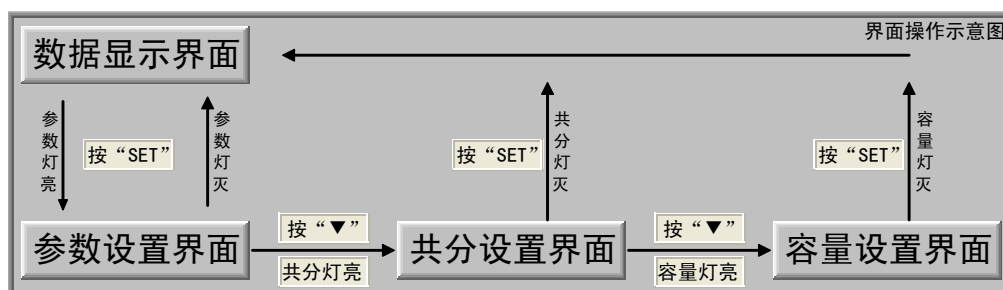 界面操作示意图
数据显示界面
参数灯亮
按“SET”
参数灯灭
按“SET”
共分灯灭
按“SET”
容量灯灭
参数设置界面
按“▼”
共分灯亮
共分设置界面
按“▼”
容量灯亮
容量设置界面